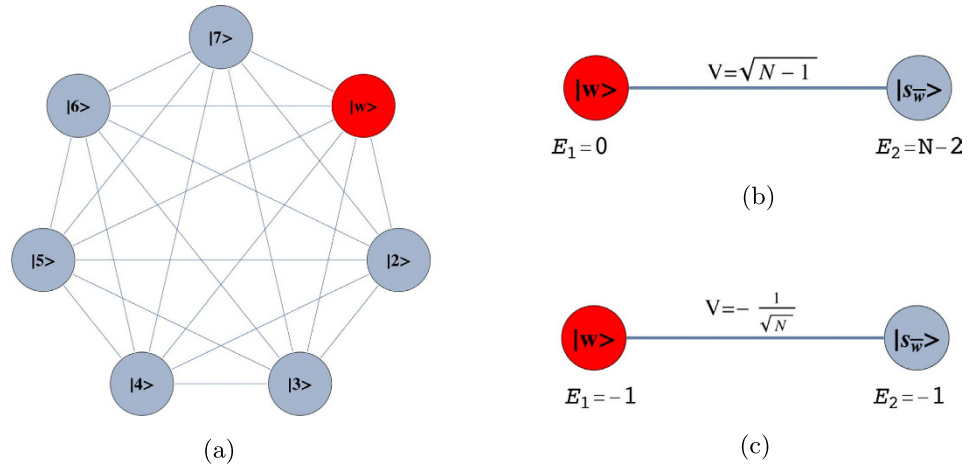 |7>
|6>
|w>
|5>
|2>
|4>
|3>
(a)
V=√N − 1
|w>
|s_w̅>
E₁=0
E₂=N−2
(b)
V=− 1/√N
|w>
|s_w̅>
E₁=−1
E₂=−1
(c)